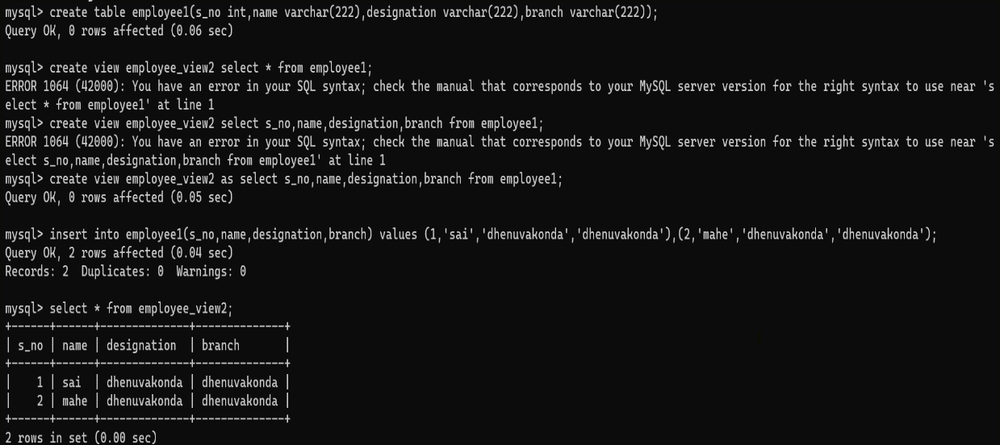 mysql> create table employee1(s_no int,name varchar(222),designation varchar(222),branch varchar(222));
Query OK, 0 rows affected (0.06 sec)
mysql> create view employee_view2 select * from employee1;
ERROR 1064 (42000): You have an error in your SQL syntax; check the manual that corresponds to your MySQL server version for the right syntax to use near 's
elect * from employee1' at line 1
mysql> create view employee_view2 select s_no,name,designation,branch from employee1;
ERROR 1064 (42000): You have an error in your SQL syntax; check the manual that corresponds to your MySQL server version for the right syntax to use near 's
elect s_no,name,designation,branch from employee1' at line 1
mysql> create view employee_view2 as select s_no,name,designation,branch from employee1;
Query OK, 0 rows affected (0.05 sec)
mysql> insert into employee1(s_no,name,designation,branch) values (1,'sai','dhenuvakonda','dhenuvakonda'),(2,'mahe','dhenuvakonda','dhenuvakonda');
Query OK, 2 rows affected (0.04 sec)
Records: 2  Duplicates: 0  Warnings: 0
mysql> select * from employee_view2;
+------+------+--------------+--------------+
| s_no | name | designation  | branch       |
+------+------+--------------+--------------+
|    1 | sai  | dhenuvakonda | dhenuvakonda |
|    2 | mahe | dhenuvakonda | dhenuvakonda |
+------+------+--------------+--------------+
2 rows in set (0.00 sec)